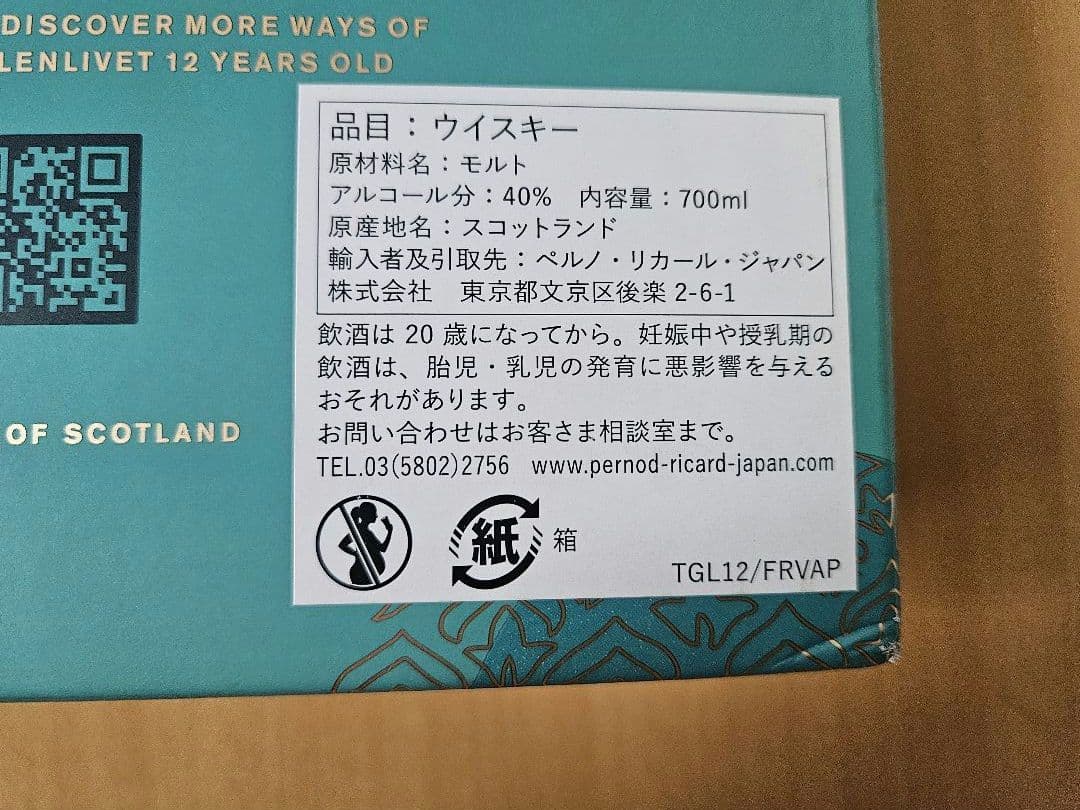 DISCOVER MORE WAYS OF
LENLIVET 12 YEARS OLD
品目：ウイスキー
原材料名：モルト
アルコール分：40%　内容量：700ml
原産地名：スコットランド
輸入者及引取先：ペルノ・リカール・ジャパン
株式会社　東京都文京区後楽 2-6-1
飲酒は 20 歳になってから。妊娠中や授乳期の
飲酒は、胎児・乳児の発育に悪影響を与える
おそれがあります。
お問い合わせはお客さま相談室まで。
TEL.03(5802)2756 www.pernod-ricard-japan.com
紙 箱
TGL12/FRVAP
OF SCOTLAND